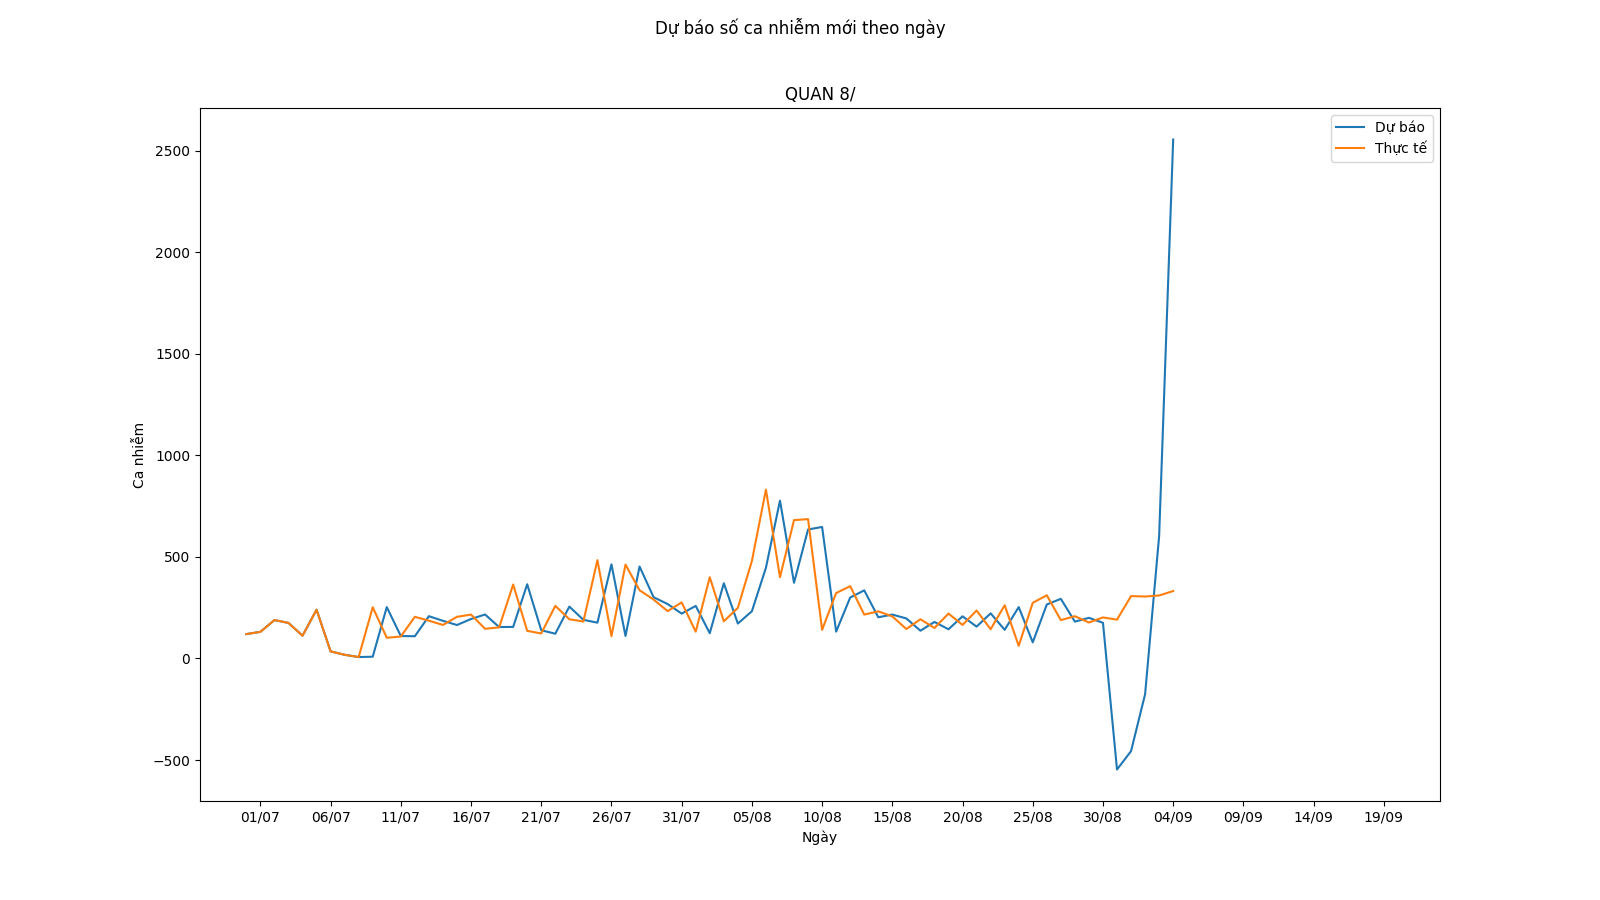 Dự báo số ca nhiễm mới theo ngày
QUAN 8/
Dự báo
Thực tế
2500
2000
1500
1000
500
0
−500
Ca nhiễm
01/07 06/07 11/07 16/07 21/07 26/07 31/07 05/08 10/08 15/08 20/08 25/08 30/08 04/09 09/09 14/09 19/09
Ngày